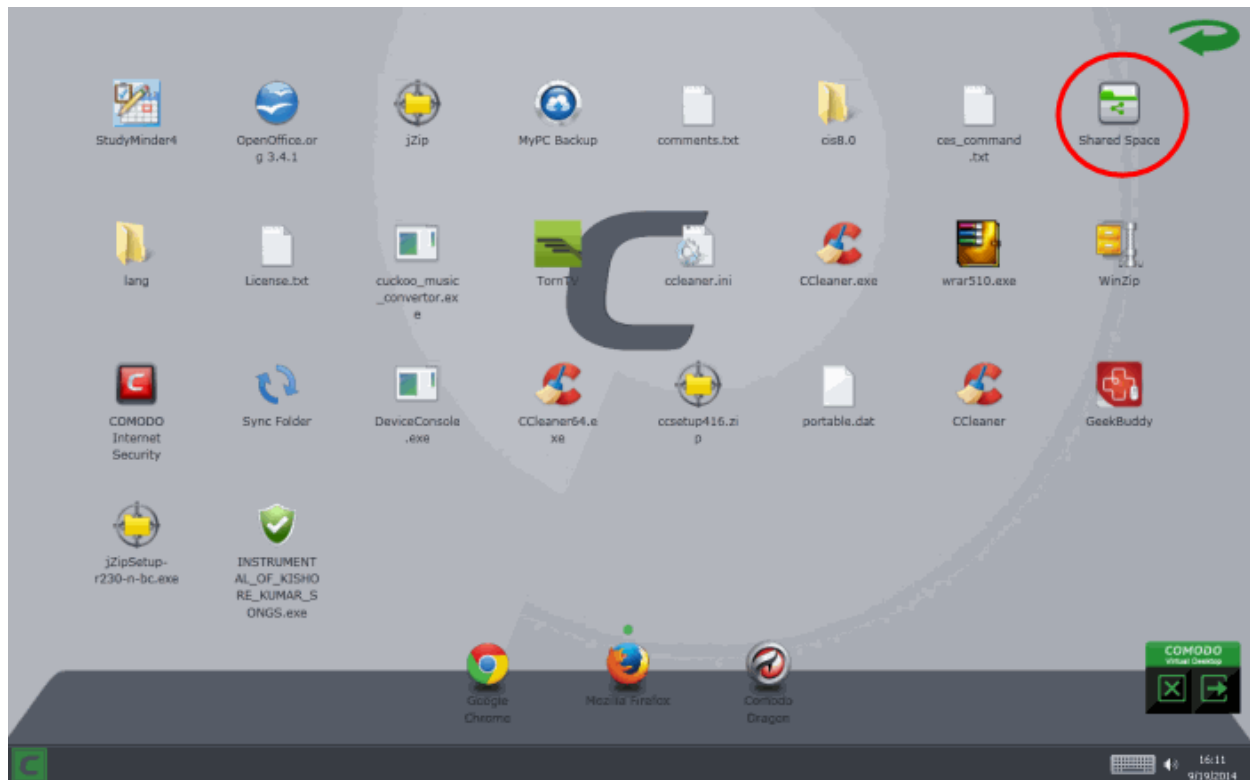 StudyMinder4
OpenOffice.or
g 3.4.1
jZip
MyPC Backup
comments.txt
cis8.0
ces_command
.txt
Shared Space
lang
License.txt
cuckoo_music
_convertor.ex
e
TornTV
ccleaner.ini
CCleaner.exe
wrar510.exe
WinZip
COMODO
Internet
Security
Sync Folder
DeviceConsole
.exe
CCleaner64.e
xe
ccsetup416.zi
p
portable.dat
CCleaner
GeekBuddy
jZipSetup-
r230-n-bc.exe
INSTRUMENT
AL_OF_KISHO
RE_KUMAR_S
ONGS.exe
Google
Chrome
Mozilla Firefox
Comodo
Dragon
COMODO
Virtual Desktop
16:11
9/19/2014